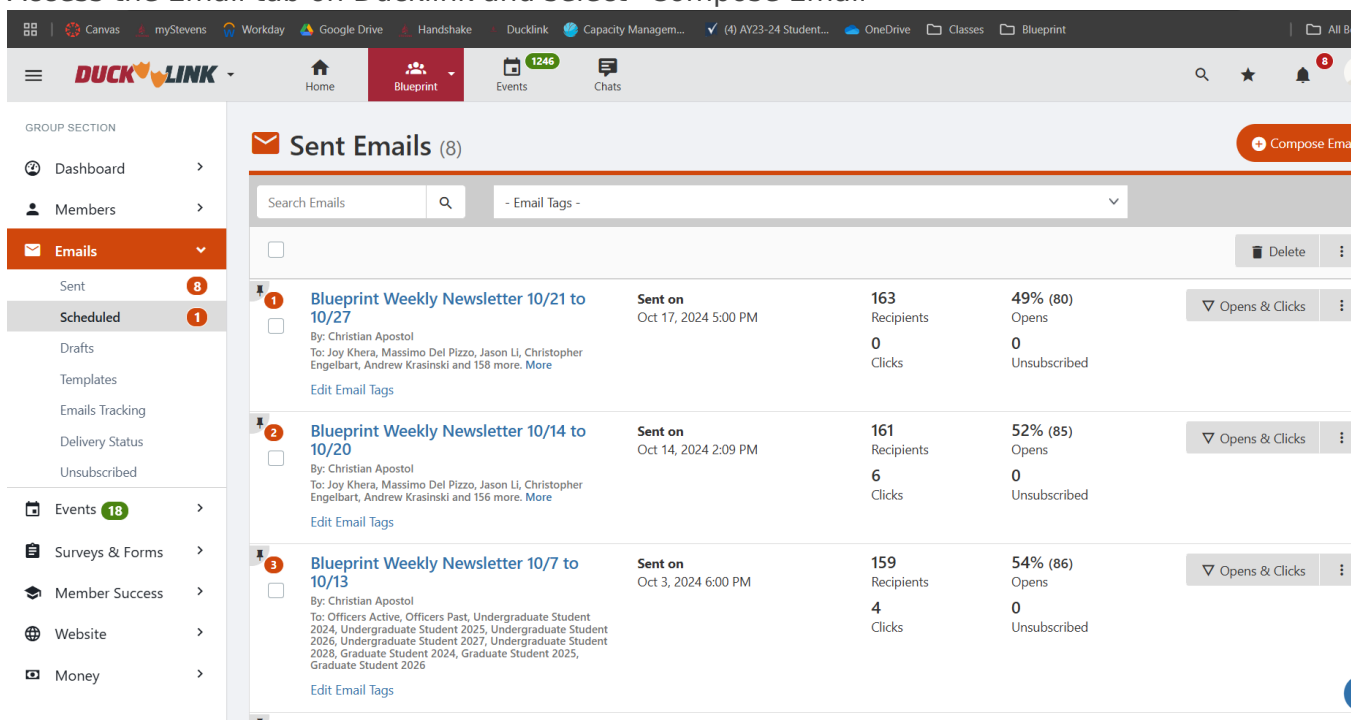 Assess the Email tab on Ducklink and select "Compose Email"
Canvas myStevens Workday Google Drive Handshake Ducklink Capacity Managem... (4) AY23-24 Student... OneDrive Classes Blueprint All Bo
DUCK LINK Home Blueprint Events 1246 Chats 8
GROUP SECTION
Dashboard
Members
Emails
Sent 8
Scheduled 1
Drafts
Templates
Emails Tracking
Delivery Status
Unsubscribed
Events 18
Surveys & Forms
Member Success
Website
Money
Sent Emails (8)
Compose Ema
Search Emails - Email Tags -
Delete
1
Blueprint Weekly Newsletter 10/21 to
10/27
By: Christian Apostol
To: Joy Khera, Massimo Del Pizzo, Jason Li, Christopher
Engelbart, Andrew Krasinski and 158 more. More
Edit Email Tags
Sent on
Oct 17, 2024 5:00 PM
163
Recipients
0
Clicks
49% (80)
Opens
0
Unsubscribed
Opens & Clicks
2
Blueprint Weekly Newsletter 10/14 to
10/20
By: Christian Apostol
To: Joy Khera, Massimo Del Pizzo, Jason Li, Christopher
Engelbart, Andrew Krasinski and 156 more. More
Edit Email Tags
Sent on
Oct 14, 2024 2:09 PM
161
Recipients
6
Clicks
52% (85)
Opens
0
Unsubscribed
Opens & Clicks
3
Blueprint Weekly Newsletter 10/7 to
10/13
By: Christian Apostol
To: Officers Active, Officers Past, Undergraduate Student
2024, Undergraduate Student 2025, Undergraduate Student
2026, Undergraduate Student 2027, Undergraduate Student
2028, Graduate Student 2024, Graduate Student 2025,
Graduate Student 2026
Edit Email Tags
Sent on
Oct 3, 2024 6:00 PM
159
Recipients
4
Clicks
54% (86)
Opens
0
Unsubscribed
Opens & Clicks